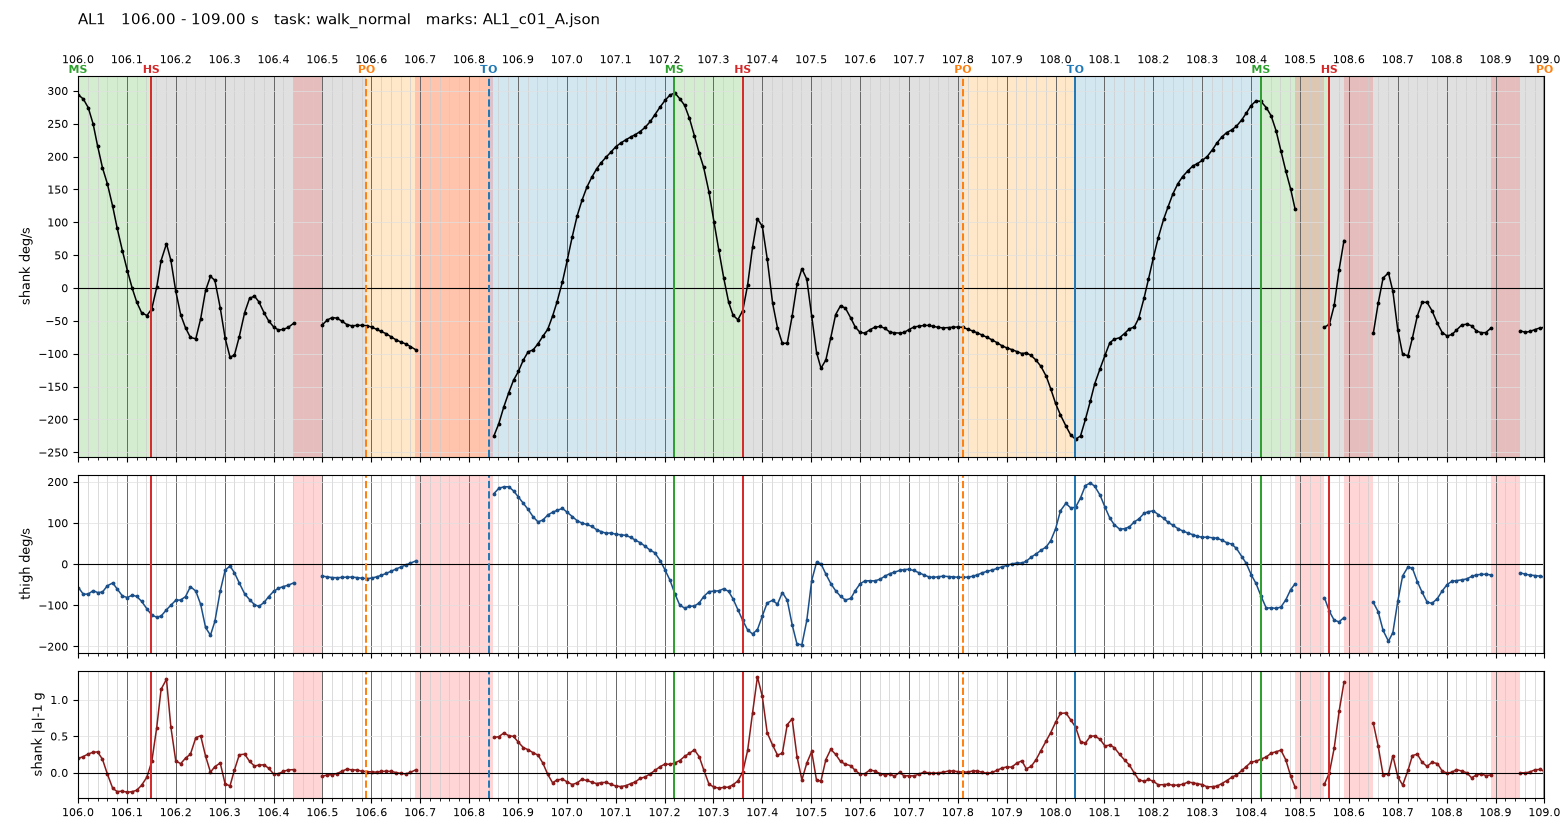 AL1   106.00 - 109.00 s   task: walk_normal   marks: AL1_c01_A.json
106.0 106.1 106.2 106.3 106.4 106.5 106.6 106.7 106.8 106.9 107.0 107.1 107.2 107.3 107.4 107.5 107.6 107.7 107.8 107.9 108.0 108.1 108.2 108.3 108.4 108.5 108.6 108.7 108.8 108.9 109.0
MS HS PO TO MS HS PO TO MS HS PO
300
250
200
150
100
50
0
−50
−100
−150
−200
−250
shank deg/s
200
100
0
−100
−200
thigh deg/s
1.0
0.5
0.0
shank |a|-1 g
106.0 106.1 106.2 106.3 106.4 106.5 106.6 106.7 106.8 106.9 107.0 107.1 107.2 107.3 107.4 107.5 107.6 107.7 107.8 107.9 108.0 108.1 108.2 108.3 108.4 108.5 108.6 108.7 108.8 108.9 109.0